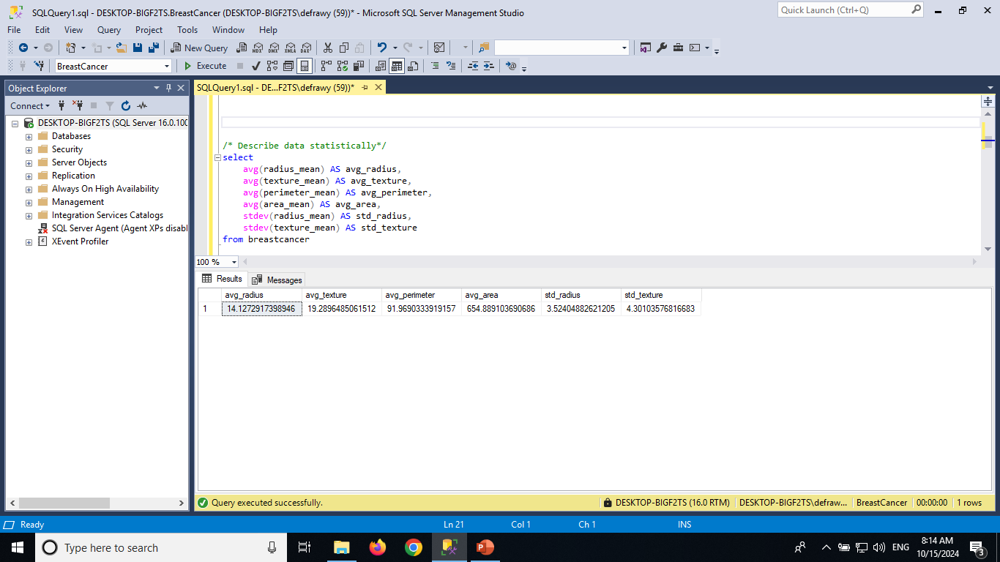 SQLQuery1.sql - DESKTOP-BIGF2TS.BreastCancer (DESKTOP-BIGF2TS\defrawy (59))* - Microsoft SQL Server Management Studio
Quick Launch (Ctrl+Q)
File Edit View Query Project Tools Window Help
New Query MDX DMX XMLA DAX
BreastCancer Execute
Object Explorer
SQLQuery1.sql - DE...F2TS\defrawy (59))*
Connect
DESKTOP-BIGF2TS (SQL Server 16.0.100
Databases
Security
Server Objects
Replication
Always On High Availability
Management
Integration Services Catalogs
SQL Server Agent (Agent XPs disabl
XEvent Profiler
/* Describe data statistically*/
select
avg(radius_mean) AS avg_radius,
avg(texture_mean) AS avg_texture,
avg(perimeter_mean) AS avg_perimeter,
avg(area_mean) AS avg_area,
stdev(radius_mean) AS std_radius,
stdev(texture_mean) AS std_texture
from breastcancer
100 %
Results Messages
avg_radius avg_texture avg_perimeter avg_area std_radius std_texture
1 14.1272917398946 19.2896485061512 91.9690333919157 654.889103690686 3.52404882621205 4.30103576816683
Query executed successfully. DESKTOP-BIGF2TS (16.0 RTM) DESKTOP-BIGF2TS\defraw... BreastCancer 00:00:00 1 rows
Ready Ln 21 Col 1 Ch 1 INS
Type here to search
ENG
8:14 AM
10/15/2024
3